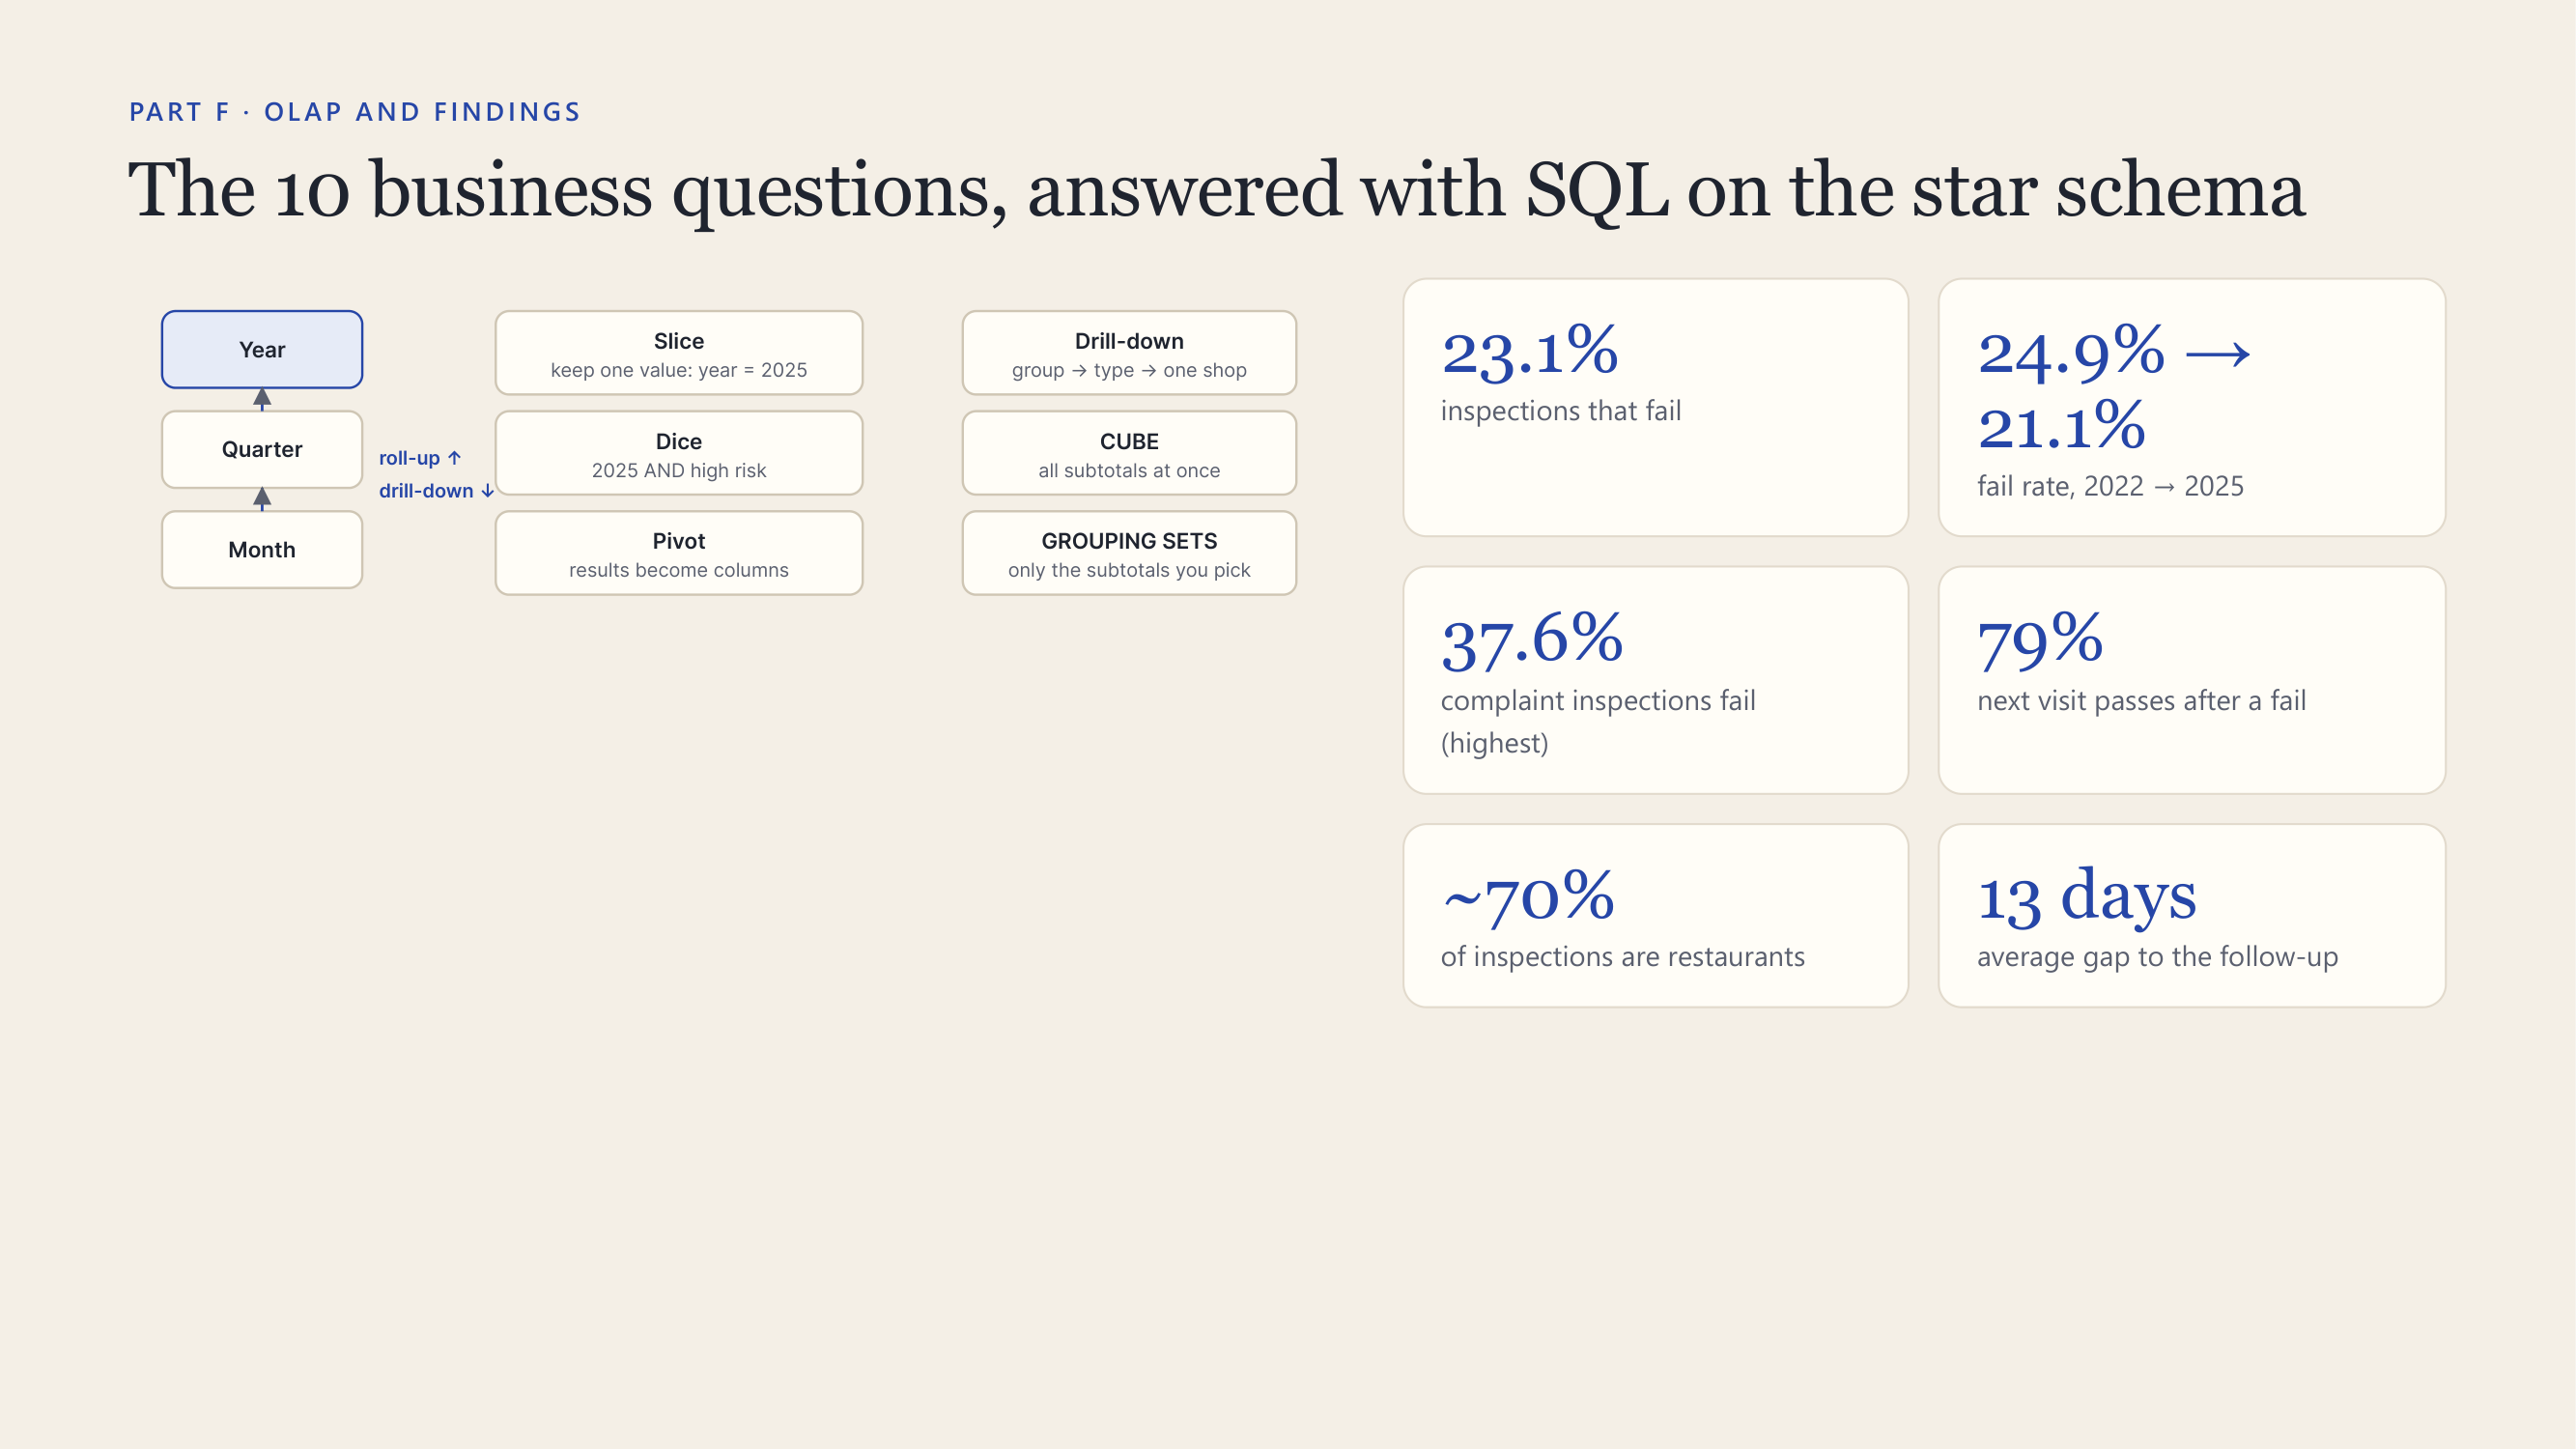 PART F · OLAP AND FINDINGS
The 10 business questions, answered with SQL on the star schema
Year
Quarter
Month
roll-up ↑
drill-down ↓
Slice
keep one value: year = 2025
Dice
2025 AND high risk
Pivot
results become columns
Drill-down
group → type → one shop
CUBE
all subtotals at once
GROUPING SETS
only the subtotals you pick
23.1%
inspections that fail
24.9% →
21.1%
fail rate, 2022 → 2025
37.6%
complaint inspections fail
(highest)
79%
next visit passes after a fail
~70%
of inspections are restaurants
13 days
average gap to the follow-up